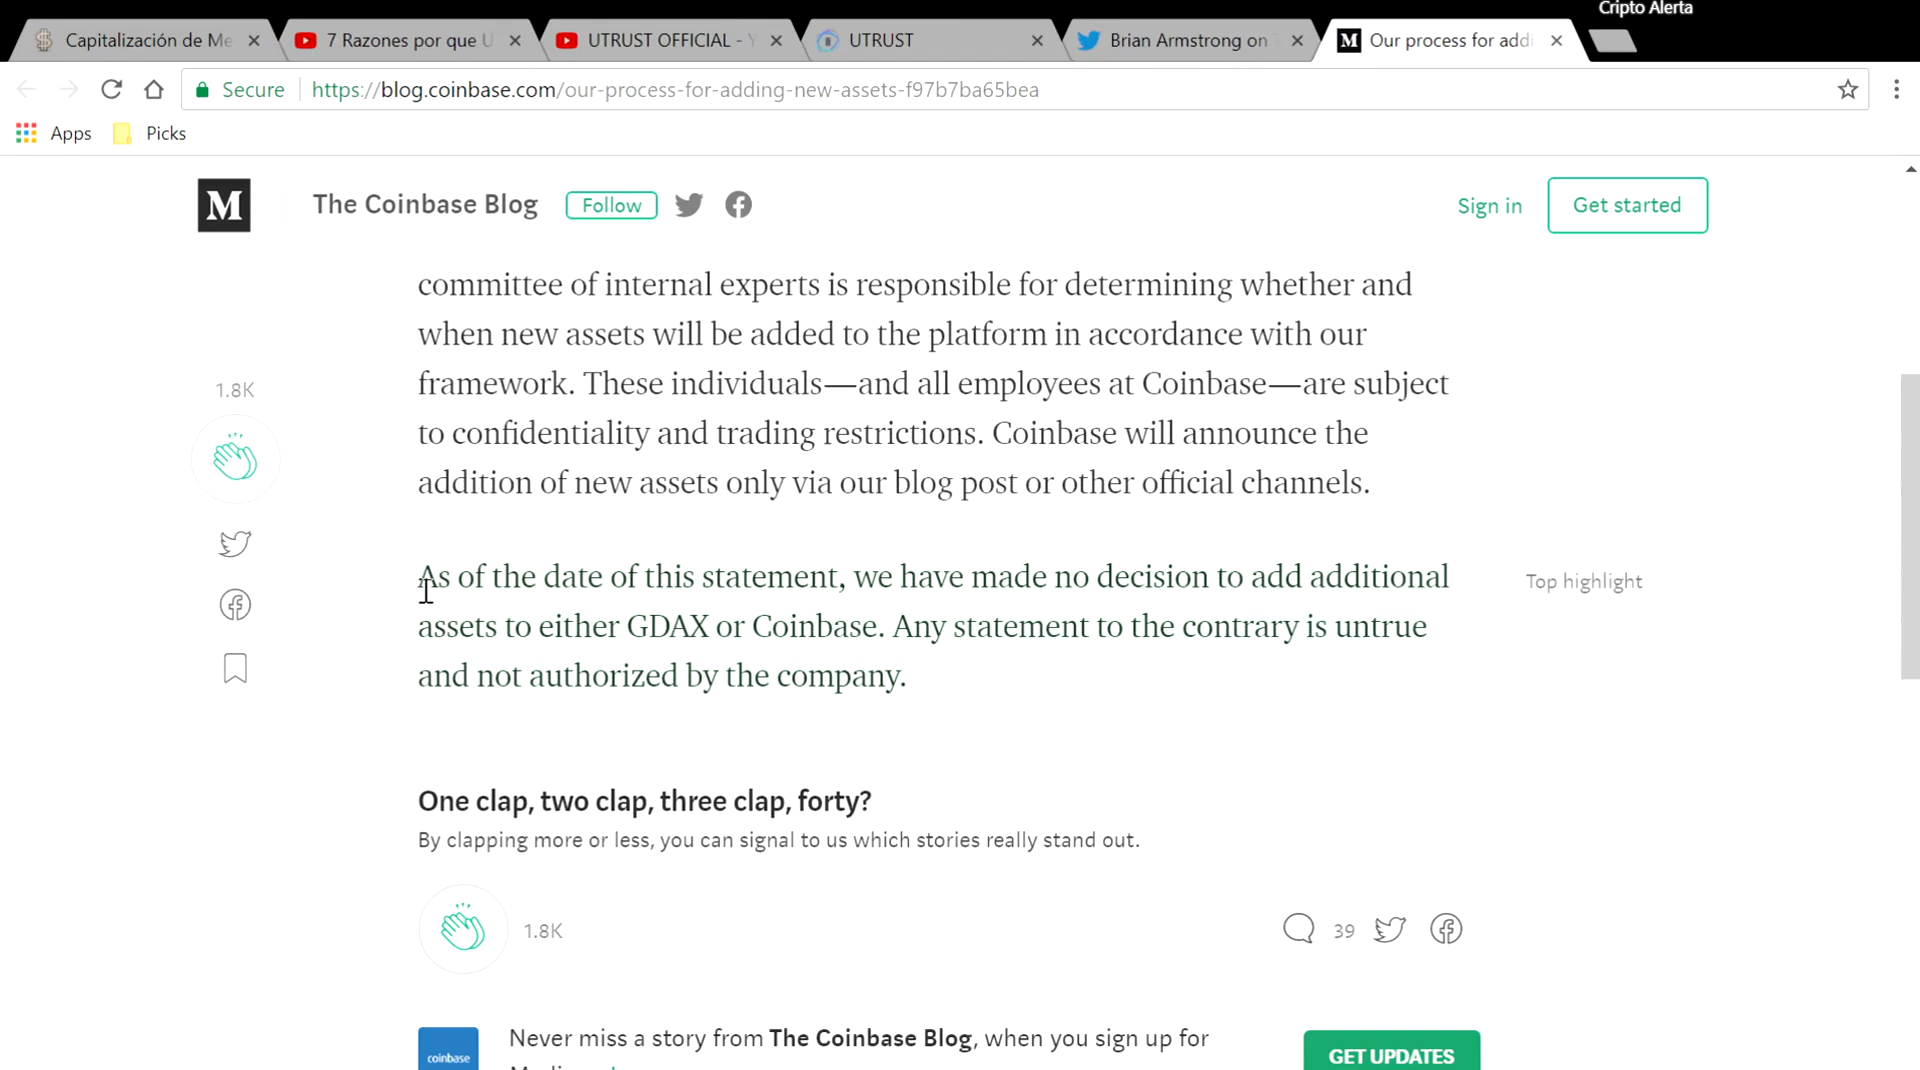 Cripto Alerta
Capitalización de Me
7 Razones por que U
UTRUST OFFICIAL - Y
UTRUST
Brian Armstrong on T
M Our process for addi
Secure https://blog.coinbase.com/our-process-for-adding-new-assets-f97b7ba65bea
Apps Picks
M The Coinbase Blog Follow Sign in Get started
committee of internal experts is responsible for determining whether and
when new assets will be added to the platform in accordance with our
framework. These individuals—and all employees at Coinbase—are subject
to confidentiality and trading restrictions. Coinbase will announce the
addition of new assets only via our blog post or other official channels.
1.8K
As of the date of this statement, we have made no decision to add additional
assets to either GDAX or Coinbase. Any statement to the contrary is untrue
and not authorized by the company.
Top highlight
One clap, two clap, three clap, forty?
By clapping more or less, you can signal to us which stories really stand out.
1.8K 39
coinbase
Never miss a story from The Coinbase Blog, when you sign up for
GET UPDATES